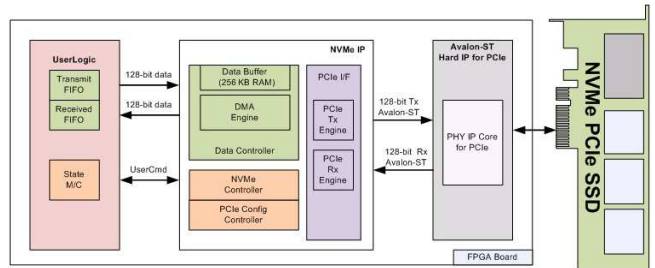 UserLogic
Transmit
FIFO
Received
FIFO
State
M/C
128-bit data
128-bit data
UserCmd
NVMe IP
Data Buffer
(256 KB RAM)
DMA
Engine
Data Controller
NVMe
Controller
PCIe Config
Controller
PCIe I/F
PCIe
Tx
Engine
PCIe
Rx
Engine
128-bit Tx
Avalon-ST
128-bit Rx
Avalon-ST
Avalon-ST
Hard IP for PCIe
PHY IP Core
for PCIe
FPGA Board
NVMe PCIe SSD